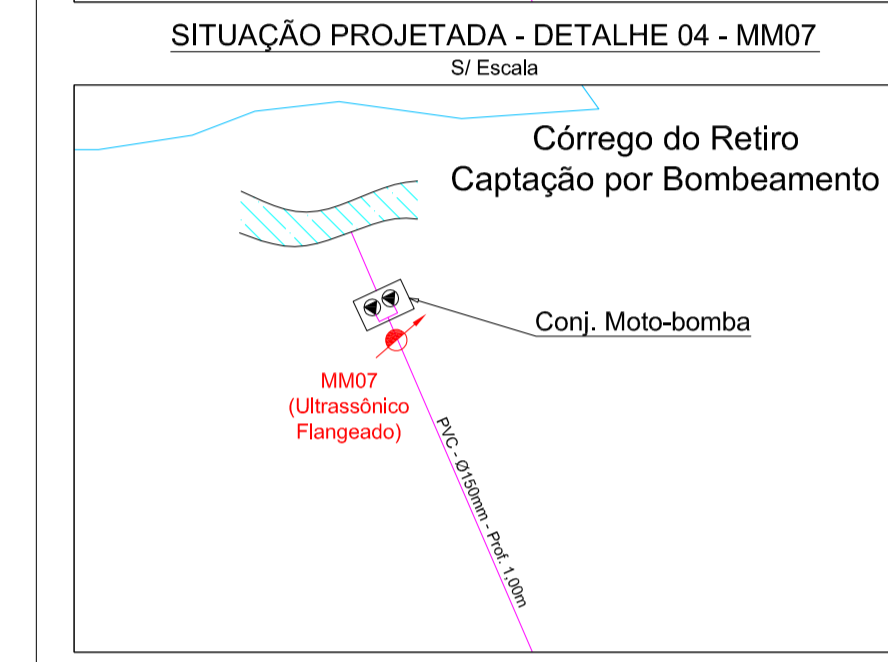 SITUAÇÃO PROJETADA - DETALHE 04 - MM07
S/ Escala
Córrego do Retiro
Captação por Bombeamento
Conj. Moto-bomba
MM07
(Ultrassônico
Flangeado)
PVC - Ø150mm - Prof. 1,00m